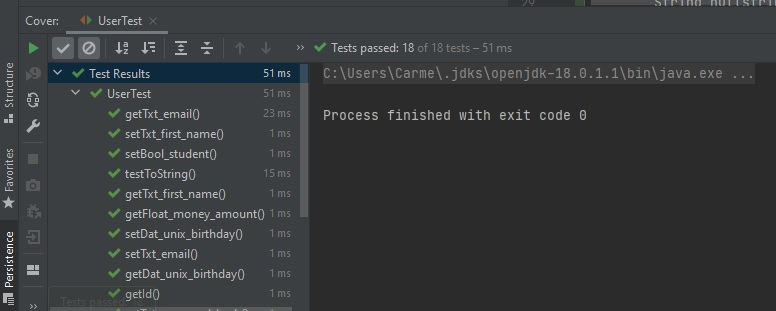 29
String nullstri
Cover: UserTest
Tests passed: 18 of 18 tests – 51 ms
Test Results 51 ms
UserTest 51 ms
getTxt_email() 23 ms
setTxt_first_name() 1 ms
setBool_student() 1 ms
testToString() 15 ms
getTxt_first_name() 1 ms
getFloat_money_amount() 1 ms
setDat_unix_birthday() 1 ms
setTxt_email() 1 ms
getDat_unix_birthday() 1 ms
getId() 1 ms
Tests passed: 18
C:\Users\Carme\.jdks\openjdk-18.0.1.1\bin\java.exe ...
Process finished with exit code 0
Structure
Favorites
Persistence